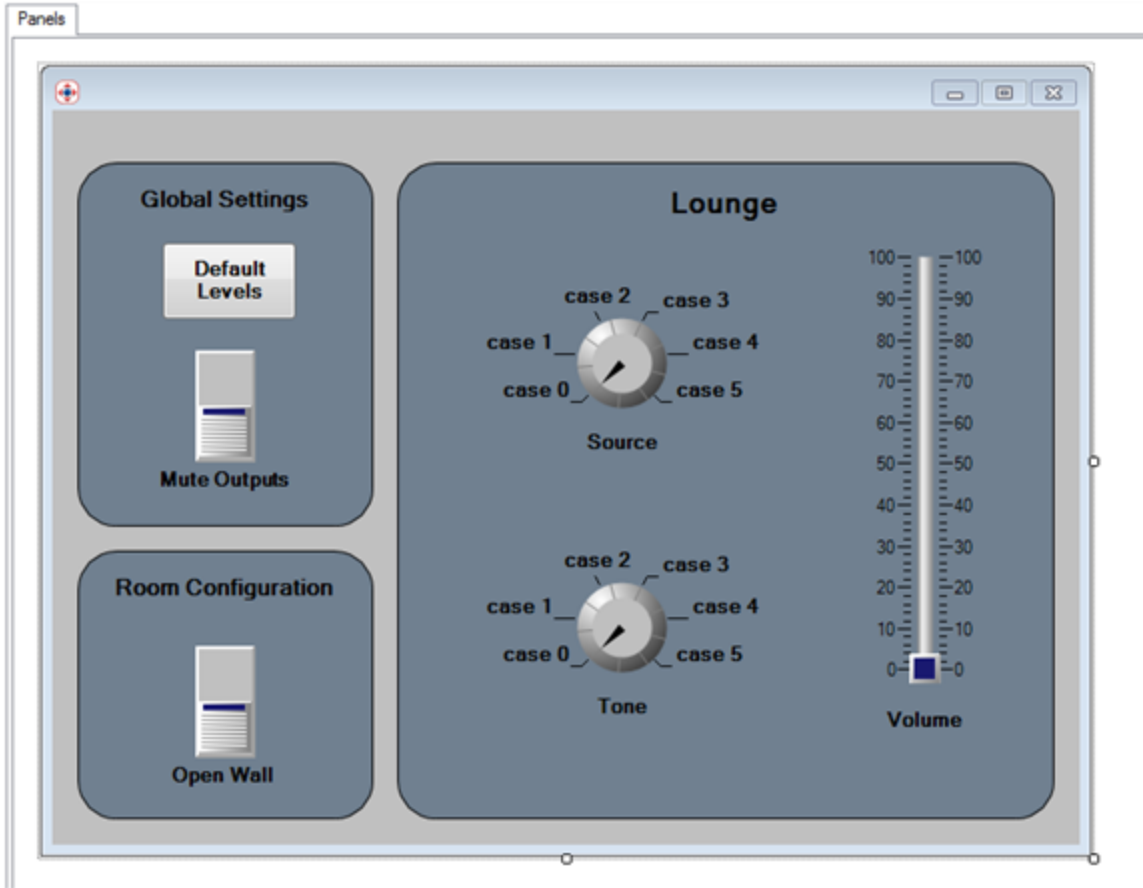 Panels
Global Settings
Default
Levels
Mute Outputs
Room Configuration
Open Wall
Lounge
case 2
case 3
case 1
case 4
case 0
case 5
Source
case 2
case 3
case 1
case 4
case 0
case 5
Tone
100 100
90 90
80 80
70 70
60 60
50 50
40 40
30 30
20 20
10 10
0 0
Volume